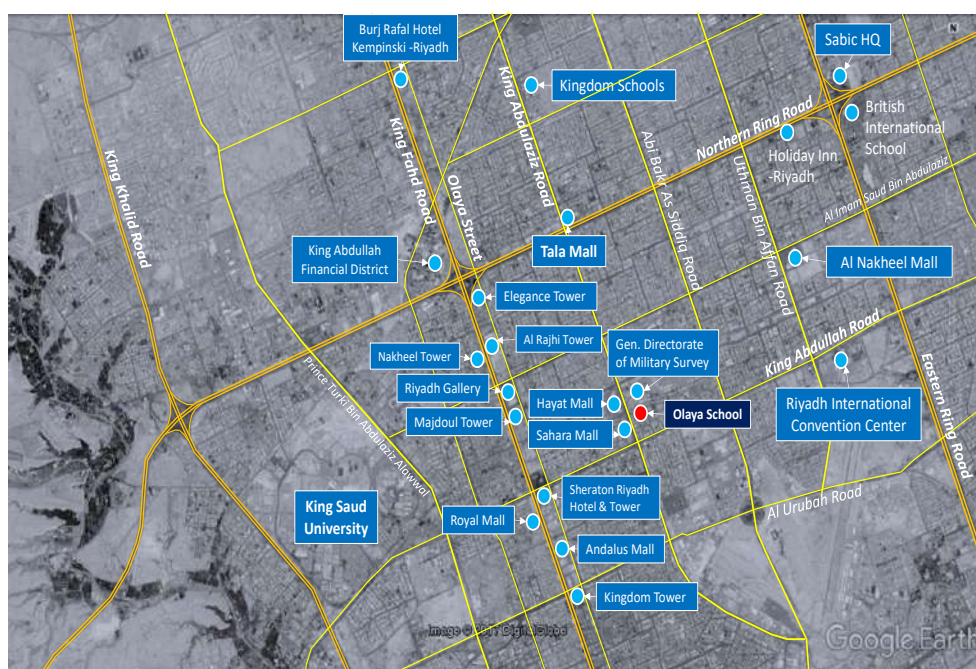 Burj Rafal Hotel
Kempinski -Riyadh
Sabic HQ
N
Kingdom Schools
King Abdulaziz Road
Northern Ring Road
British
International
School
Holiday Inn
-Riyadh
King Khalid Road
King Fahd Road
Olaya Street
Abi Bakr As Siddiq Road
Uthman Bin Affan Road
Al Imam Saud Bin Abdulaziz
King Abdullah
Financial District
Tala Mall
Al Nakheel Mall
Elegance Tower
Al Rajhi Tower
Gen. Directorate
of Military Survey
King Abdullah Road
Nakheel Tower
Prince Turki Bin Abdulaziz Alawwal
Riyadh Gallery
Hayat Mall
Olaya School
Majdoul Tower
Sahara Mall
Riyadh International
Convention Center
Eastern Ring Road
King Saud
University
Sheraton Riyadh
Hotel & Tower
Al Urubah Road
Royal Mall
Andalus Mall
Kingdom Tower
Image © 2017 DigitalGlobe
Google Earth